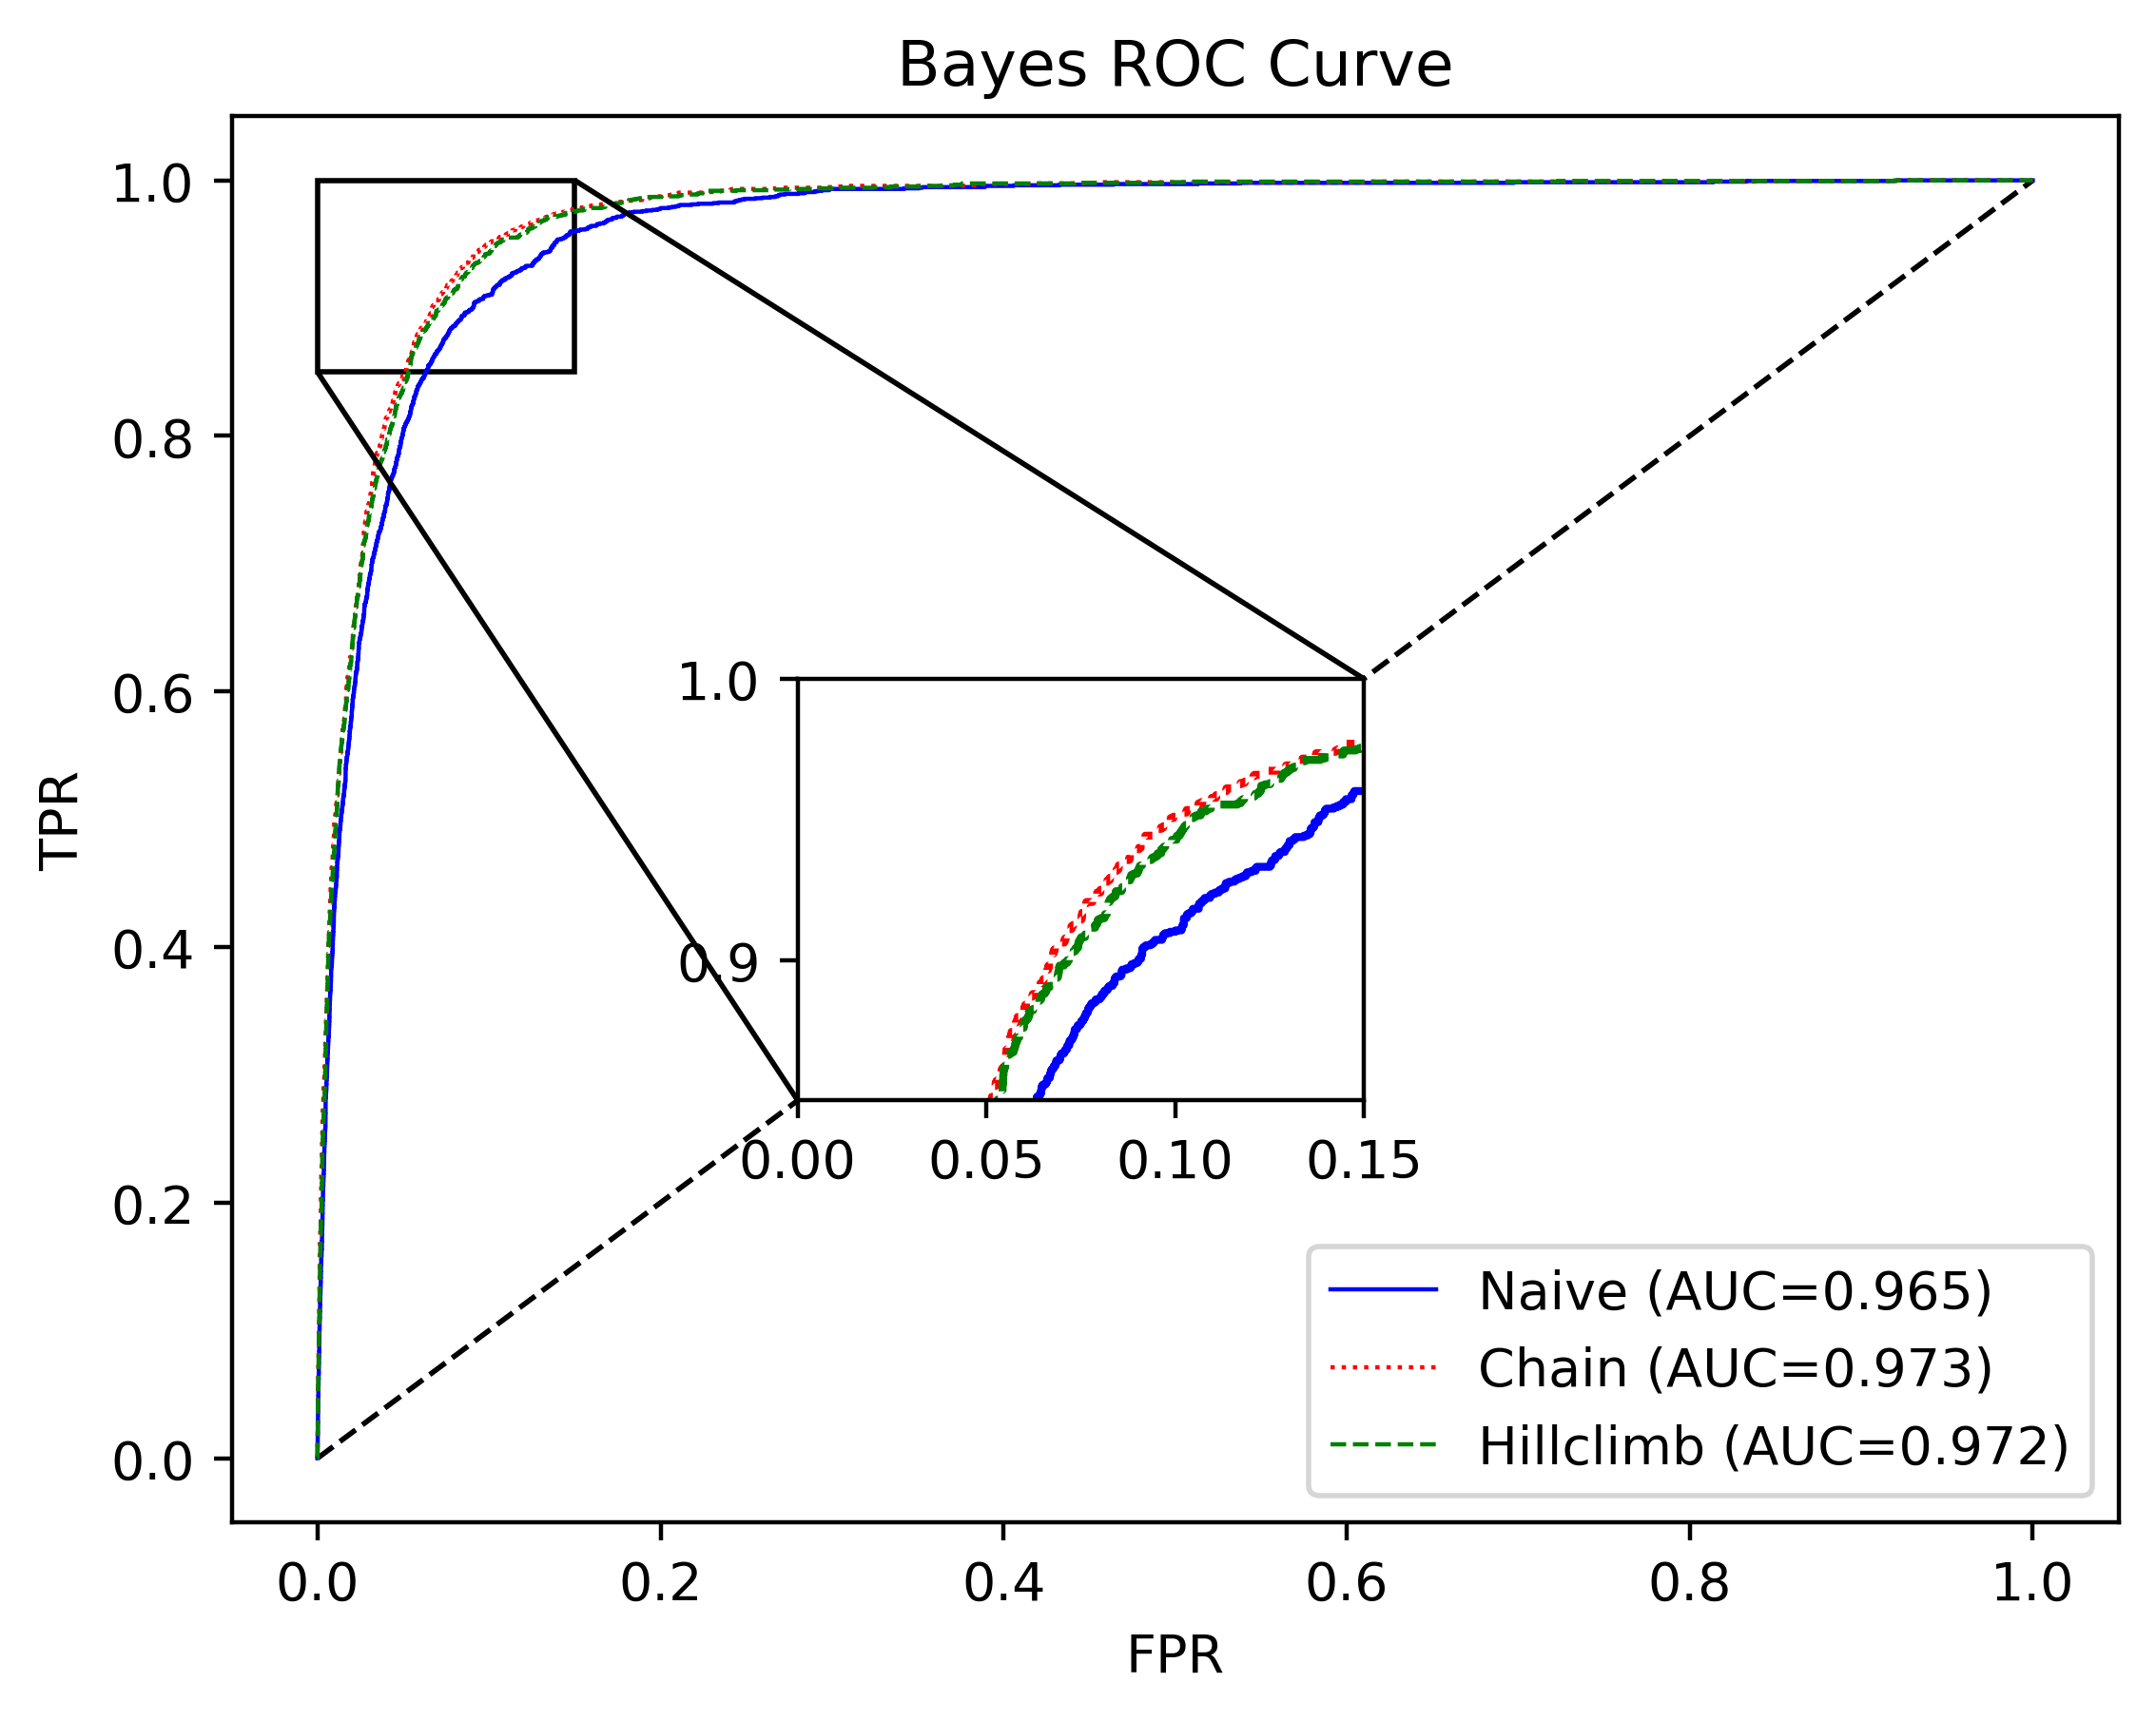 Bayes ROC Curve
1.0
0.8
0.6
0.4
0.2
0.0
TPR
1.0
0.9
0.00 0.05 0.10 0.15
Naive (AUC=0.965)
Chain (AUC=0.973)
Hillclimb (AUC=0.972)
0.0 0.2 0.4 0.6 0.8 1.0
FPR